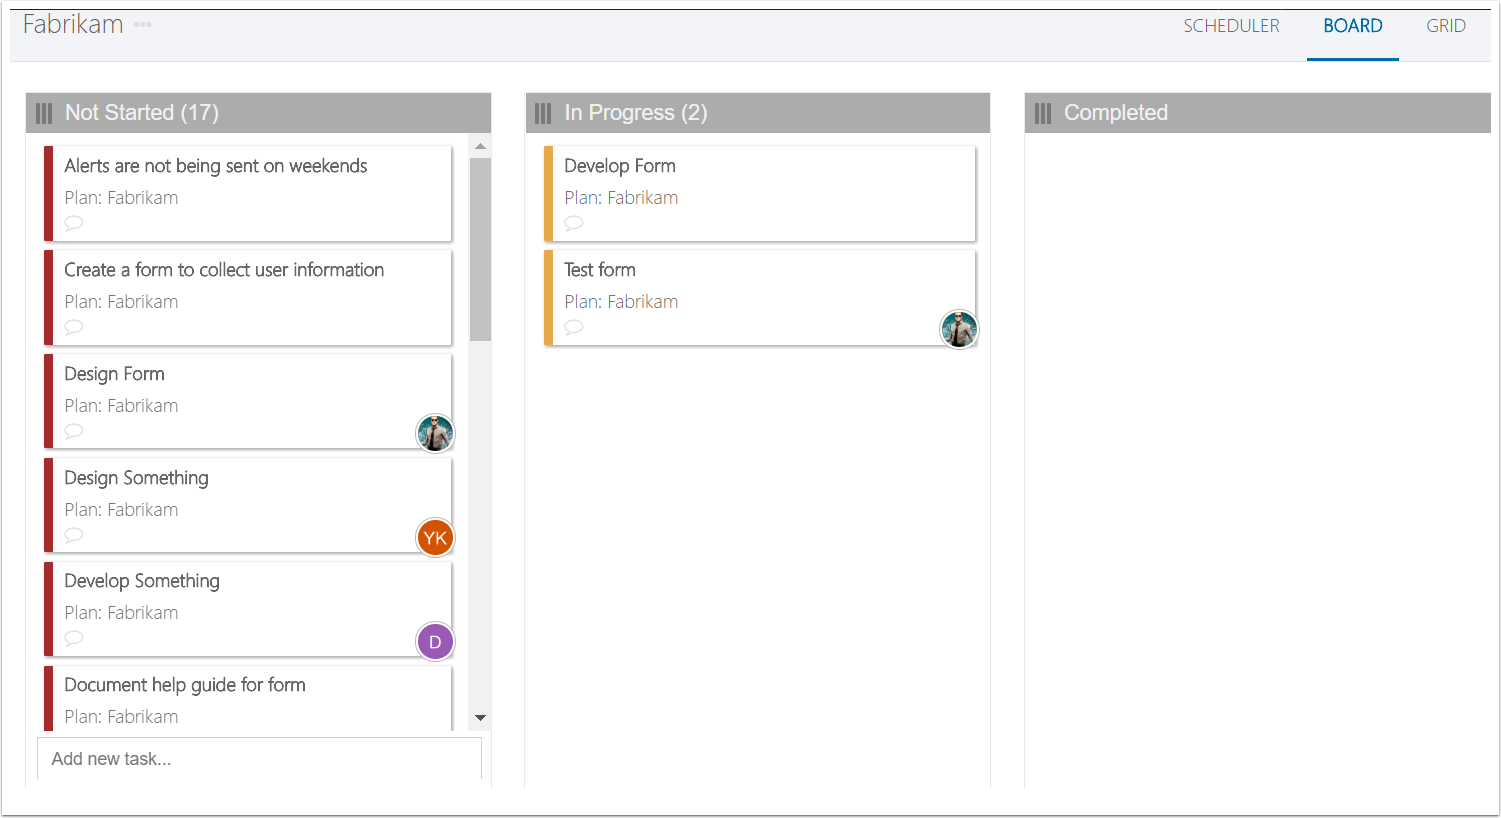 Fabrikam
SCHEDULER BOARD GRID
Not Started (17)
Alerts are not being sent on weekends
Plan: Fabrikam
Create a form to collect user information
Plan: Fabrikam
Design Form
Plan: Fabrikam
Design Something
Plan: Fabrikam
YK
Develop Something
Plan: Fabrikam
D
Document help guide for form
Plan: Fabrikam
Add new task...
In Progress (2)
Develop Form
Plan: Fabrikam
Test form
Plan: Fabrikam
Completed